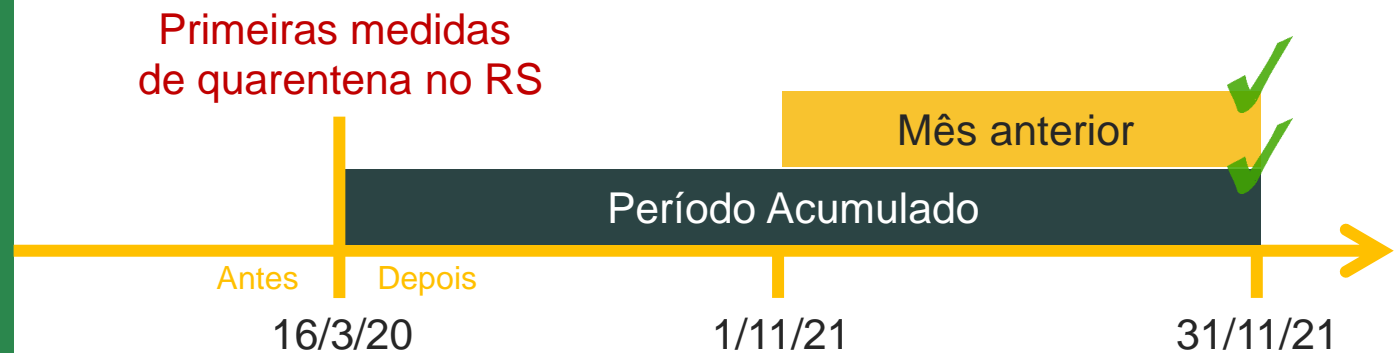 Primeiras medidas
de quarentena no RS
Mês anterior
Período Acumulado
Antes
Depois
16/3/20
1/11/21
31/11/21